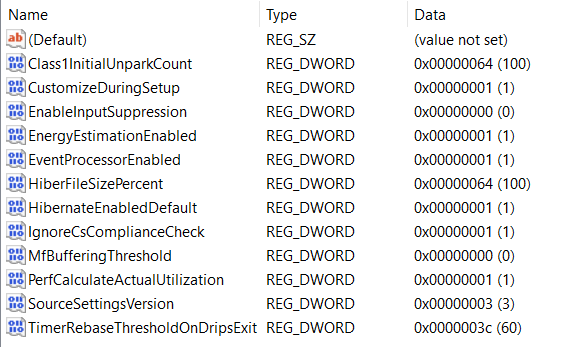 Name Type Data
ab (Default) REG_SZ (value not set)
Class1InitialUnparkCount REG_DWORD 0x00000064 (100)
CustomizeDuringSetup REG_DWORD 0x00000001 (1)
EnableInputSuppression REG_DWORD 0x00000000 (0)
EnergyEstimationEnabled REG_DWORD 0x00000001 (1)
EventProcessorEnabled REG_DWORD 0x00000001 (1)
HiberFileSizePercent REG_DWORD 0x00000064 (100)
HibernateEnabledDefault REG_DWORD 0x00000001 (1)
IgnoreCsComplianceCheck REG_DWORD 0x00000001 (1)
MfBufferingThreshold REG_DWORD 0x00000000 (0)
PerfCalculateActualUtilization REG_DWORD 0x00000001 (1)
SourceSettingsVersion REG_DWORD 0x00000003 (3)
TimerRebaseThresholdOnDripsExit REG_DWORD 0x0000003c (60)